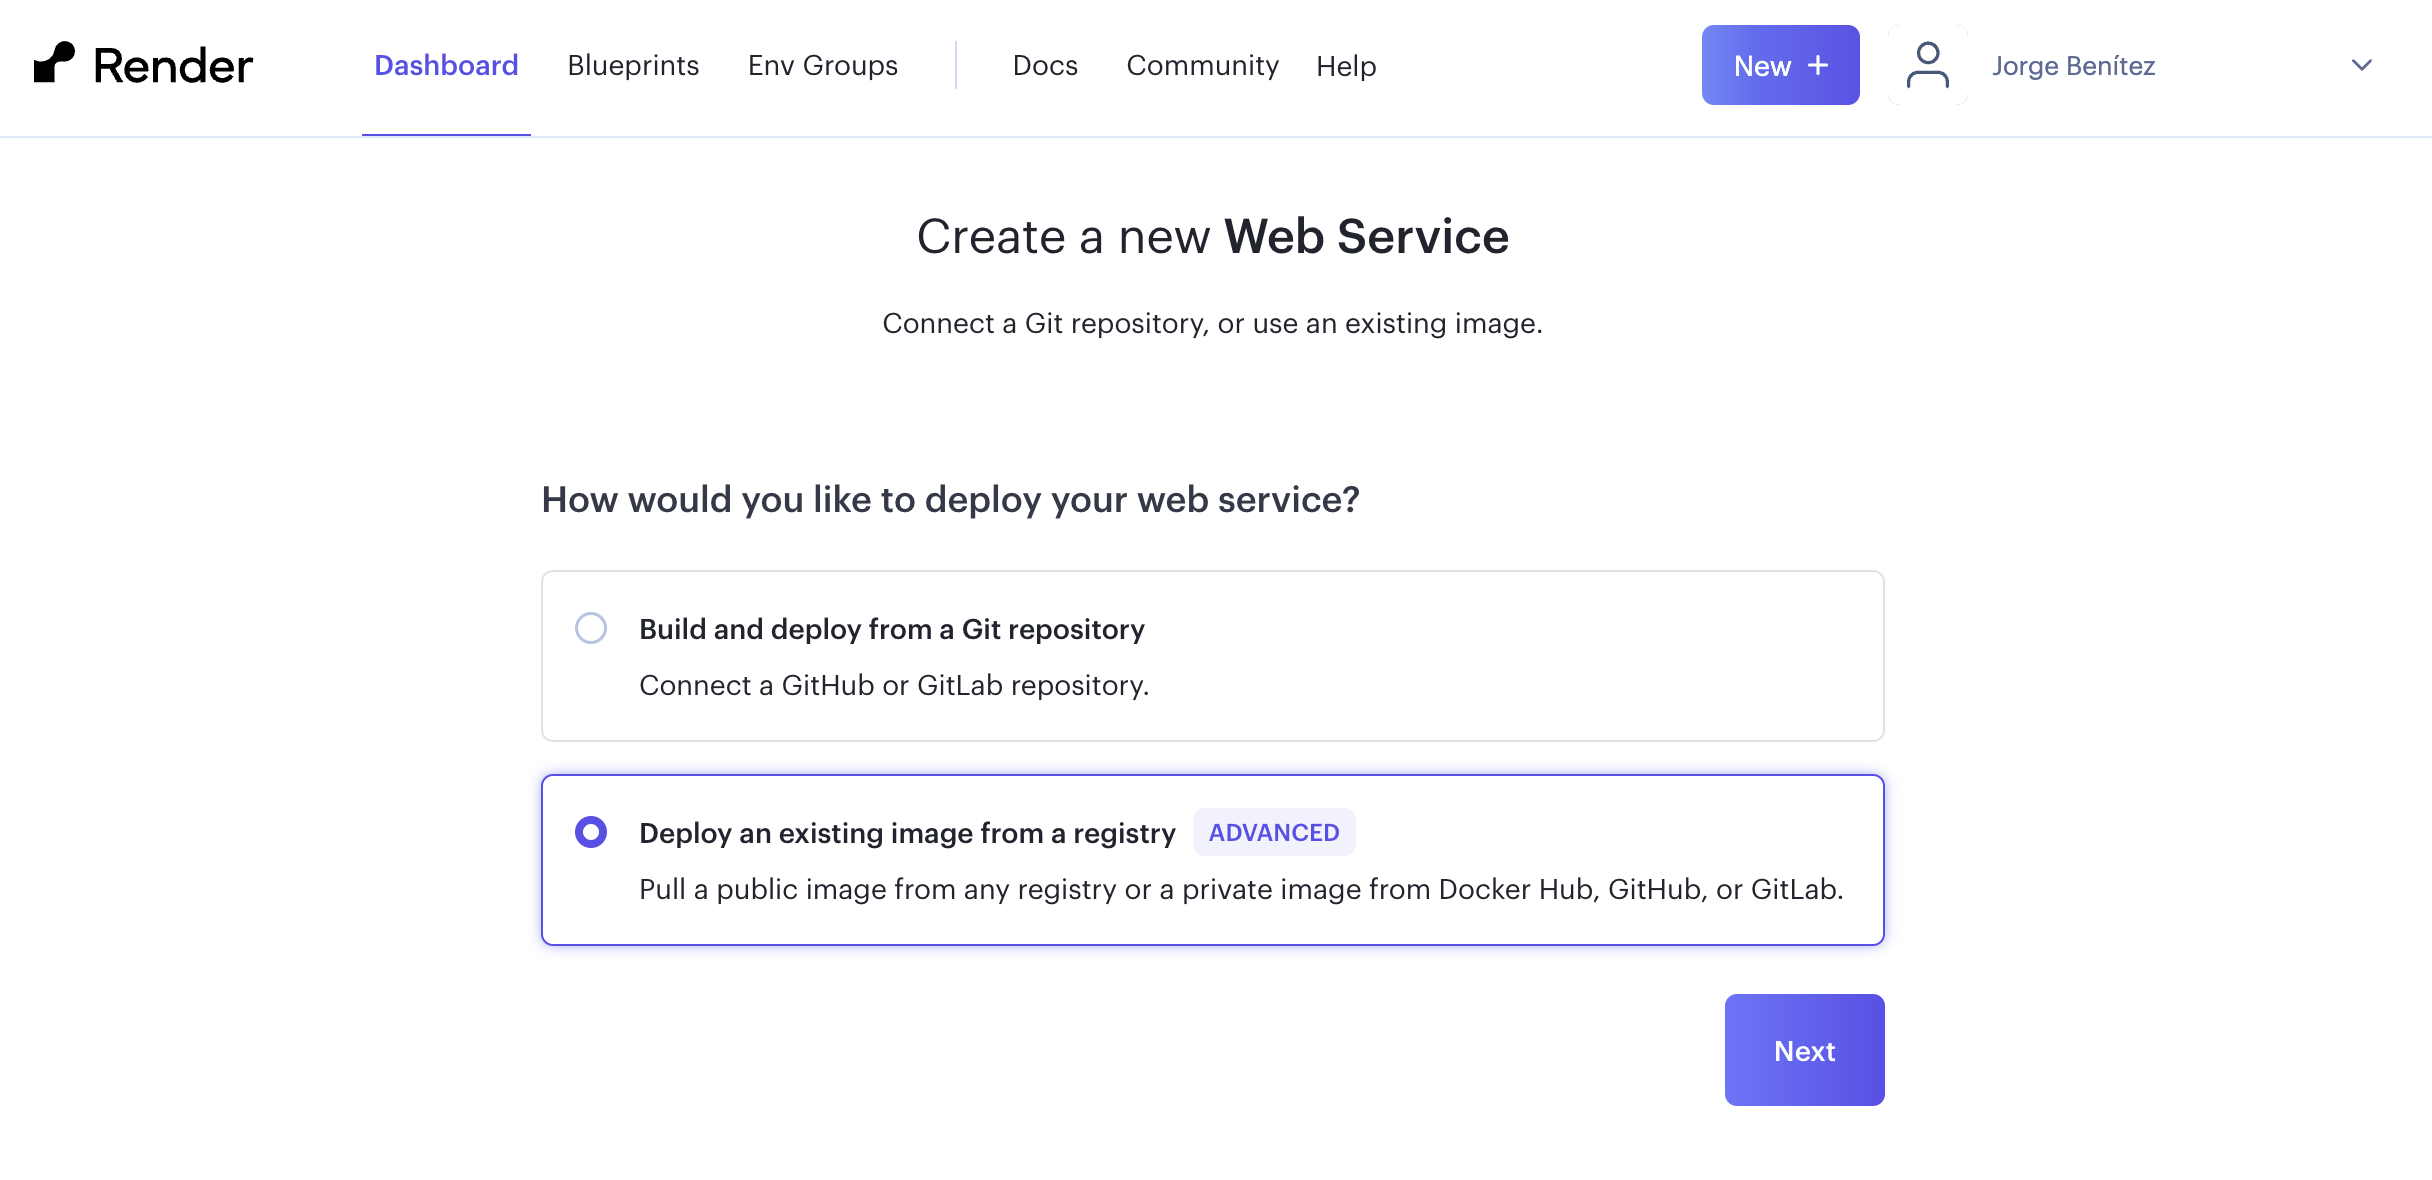 Render Dashboard Blueprints Env Groups Docs Community Help New + Jorge Benítez
Create a new Web Service
Connect a Git repository, or use an existing image.
How would you like to deploy your web service?
Build and deploy from a Git repository
Connect a GitHub or GitLab repository.
Deploy an existing image from a registry ADVANCED
Pull a public image from any registry or a private image from Docker Hub, GitHub, or GitLab.
Next